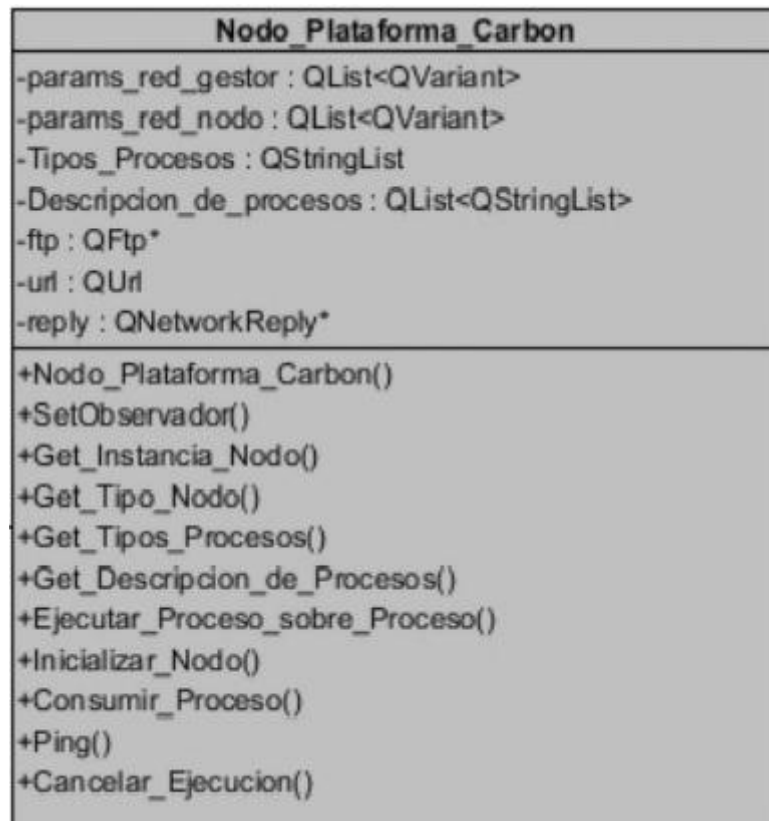 Nodo_Plataforma_Carbon
-params_red_gestor : QList<QVariant>
-params_red_nodo : QList<QVariant>
-Tipos_Procesos : QStringList
-Descripcion_de_procesos : QList<QStringList>
-ftp : QFtp*
-url : QUrl
-reply : QNetworkReply*
+Nodo_Plataforma_Carbon()
+SetObservador()
+Get_Instancia_Nodo()
+Get_Tipo_Nodo()
+Get_Tipos_Procesos()
+Get_Descripcion_de_Procesos()
+Ejecutar_Proceso_sobre_Proceso()
+Inicializar_Nodo()
+Consumir_Proceso()
+Ping()
+Cancelar_Ejecucion()